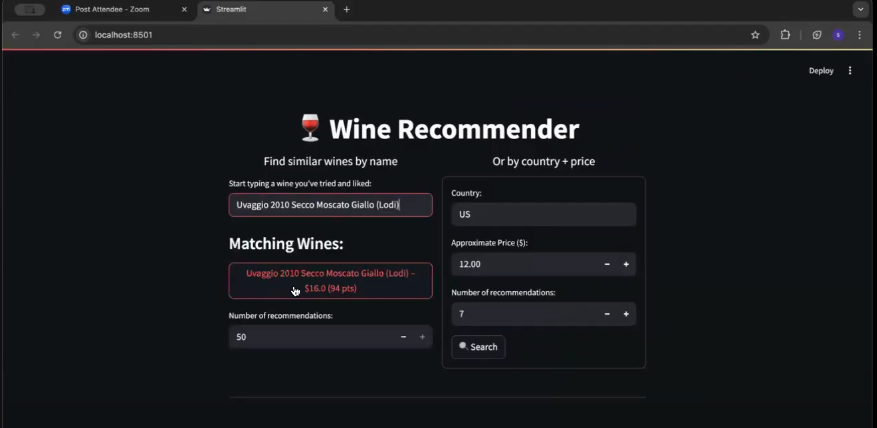 Post Attendee - Zoom
Streamlit
localhost:8501
Deploy
Wine Recommender
Find similar wines by name
Start typing a wine you've tried and liked:
Uvaggio 2010 Secco Moscato Giallo (Lodi)
Matching Wines:
Uvaggio 2010 Secco Moscato Giallo (Lodi) –
$16.0 (94 pts)
Number of recommendations:
50
Or by country + price
Country:
US
Approximate Price ($):
12.00
Number of recommendations:
7
Search